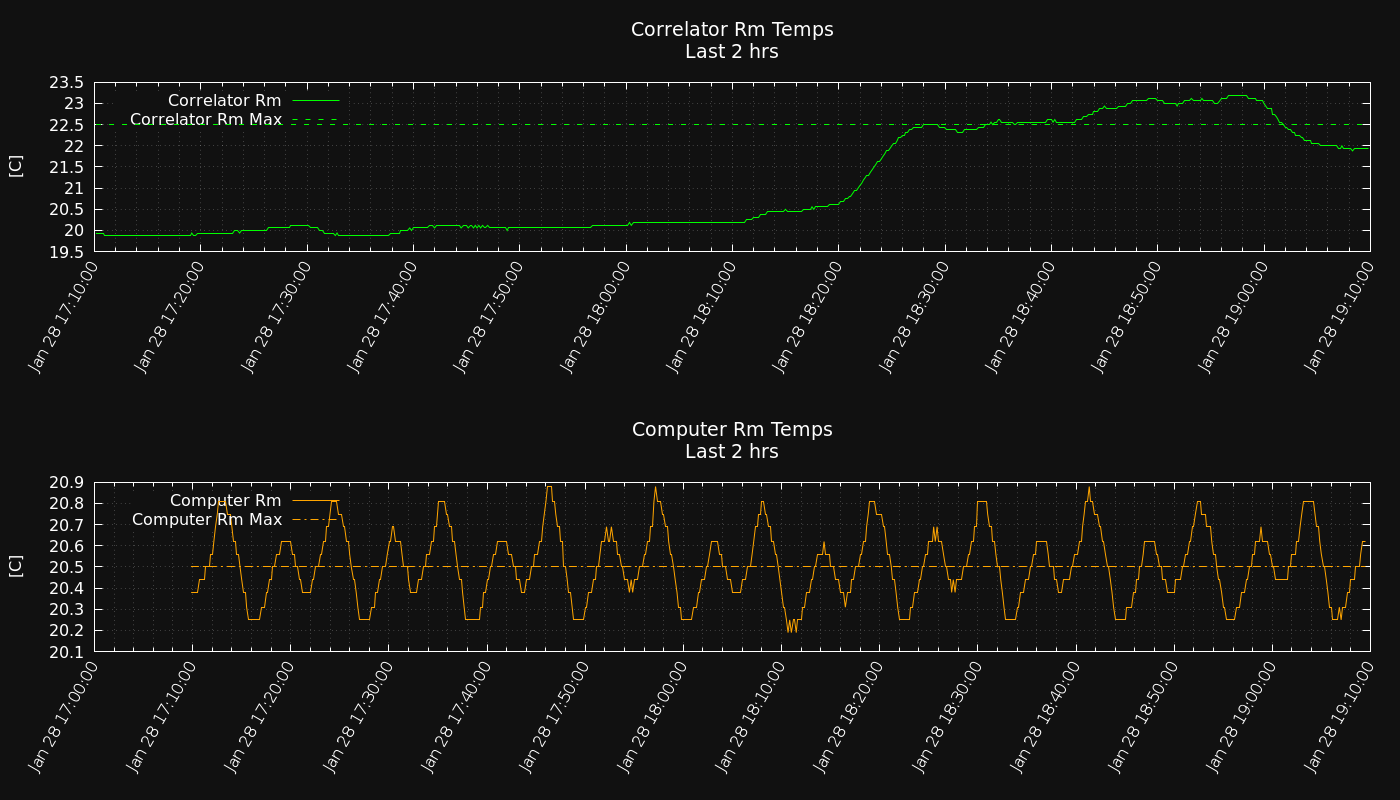 Correlator Rm Temps
Last 2 hrs
Correlator Rm
Correlator Rm Max
[C]
23.5
23
22.5
22
21.5
21
20.5
20
19.5
Jan 28 17:10:00
Jan 28 17:20:00
Jan 28 17:30:00
Jan 28 17:40:00
Jan 28 17:50:00
Jan 28 18:00:00
Jan 28 18:10:00
Jan 28 18:20:00
Jan 28 18:30:00
Jan 28 18:40:00
Jan 28 18:50:00
Jan 28 19:00:00
Jan 28 19:10:00
Computer Rm Temps
Last 2 hrs
Computer Rm
Computer Rm Max
[C]
20.9
20.8
20.7
20.6
20.5
20.4
20.3
20.2
20.1
Jan 28 17:00:00
Jan 28 17:10:00
Jan 28 17:20:00
Jan 28 17:30:00
Jan 28 17:40:00
Jan 28 17:50:00
Jan 28 18:00:00
Jan 28 18:10:00
Jan 28 18:20:00
Jan 28 18:30:00
Jan 28 18:40:00
Jan 28 18:50:00
Jan 28 19:00:00
Jan 28 19:10:00